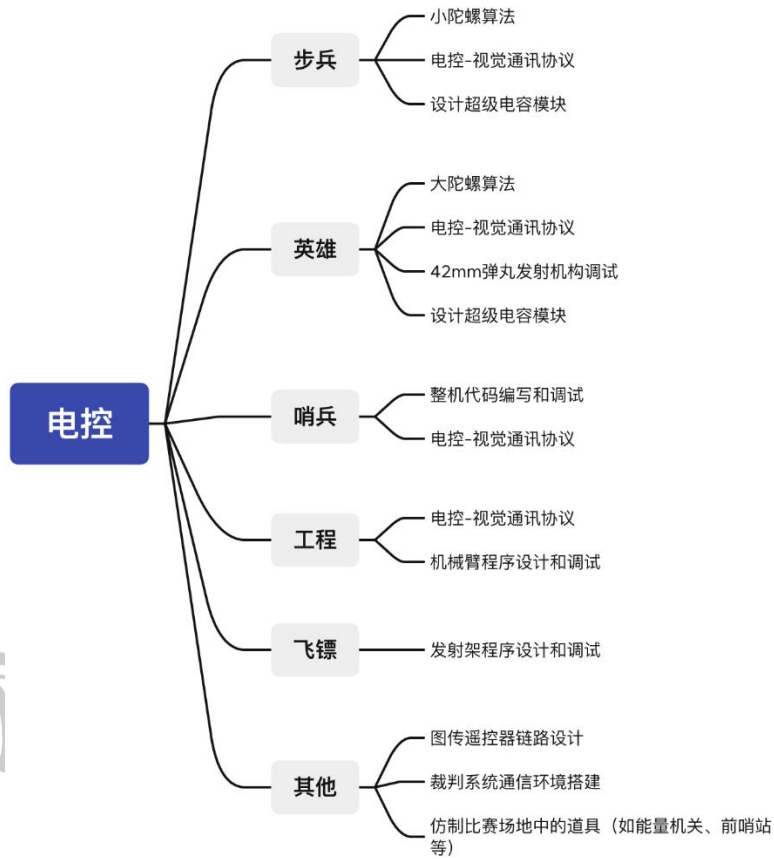 电控
步兵
小陀螺算法
电控-视觉通讯协议
设计超级电容模块
英雄
大陀螺算法
电控-视觉通讯协议
42mm弹丸发射机构调试
设计超级电容模块
哨兵
整机代码编写和调试
电控-视觉通讯协议
工程
电控-视觉通讯协议
机械臂程序设计和调试
飞镖
发射架程序设计和调试
其他
图传遥控器链路设计
裁判系统通信环境搭建
仿制比赛场地中的道具（如能量机关、前哨站
等）